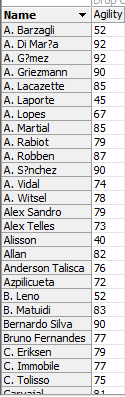 Name Agility
A. Barzagli 52
A. Di Mar?a 92
A. G?mez 92
A. Griezmann 90
A. Lacazette 85
A. Laporte 45
A. Lopes 67
A. Martial 85
A. Rabiot 79
A. Robben 87
A. S?nchez 90
A. Vidal 74
A. Witsel 78
Alex Sandro 79
Alex Telles 73
Alisson 40
Allan 82
Anderson Talisca 76
Azpilicueta 72
B. Leno 52
B. Matuidi 83
Bernardo Silva 90
Bruno Fernandes 77
C. Eriksen 79
C. Immobile 77
C. Tolisso 75
Carvajal 81